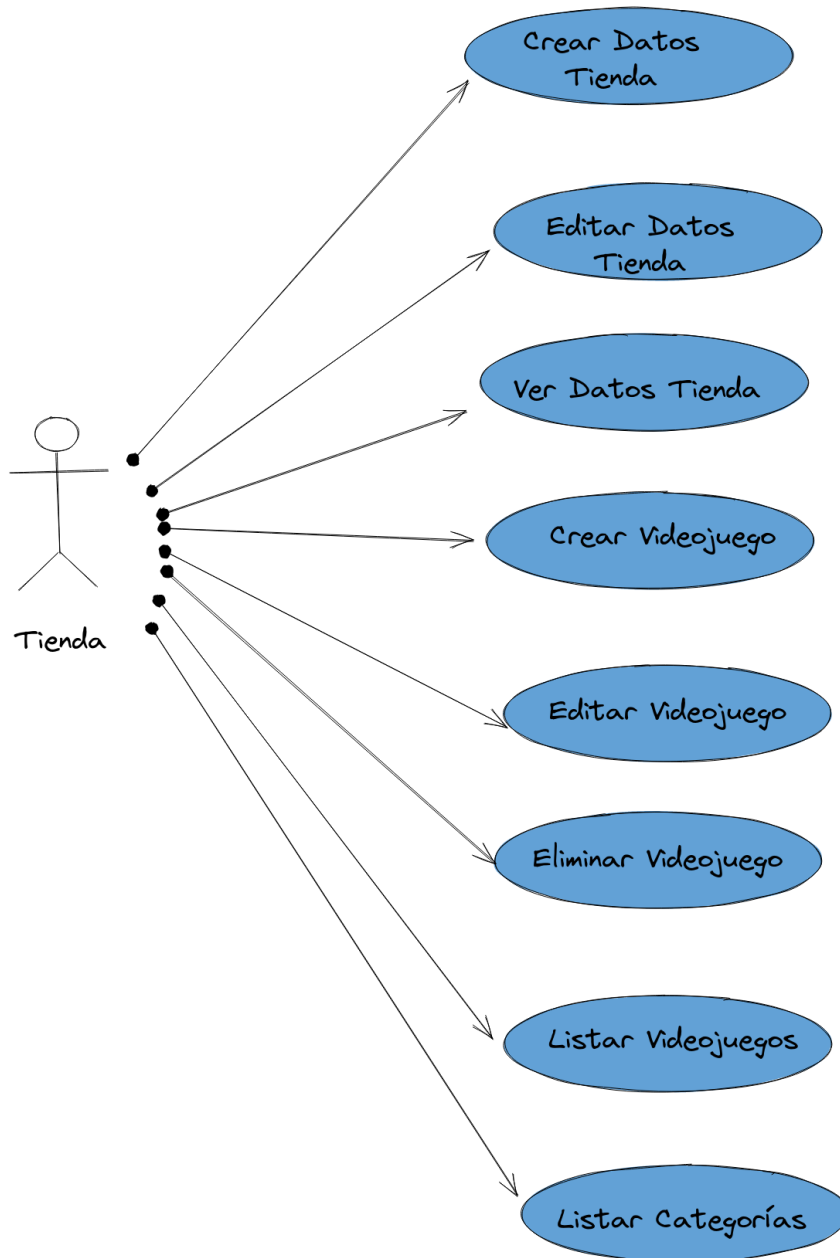 Crear Datos
Tienda
Editar Datos
Tienda
Ver Datos Tienda
Crear Videojuego
Tienda
Editar Videojuego
Eliminar Videojuego
Listar Videojuegos
Listar Categorías